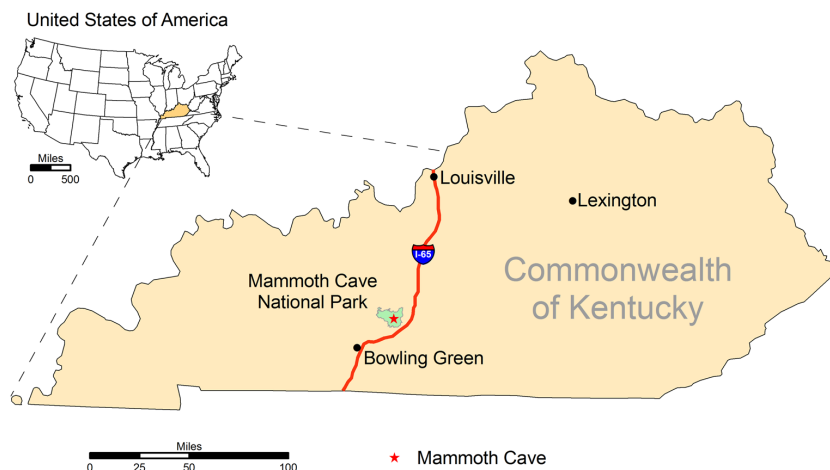 United States of America
Miles
0 500
Louisville
Lexington
I-65
Mammoth Cave
National Park
Commonwealth
of Kentucky
Bowling Green
Miles
0 25 50 100
Mammoth Cave